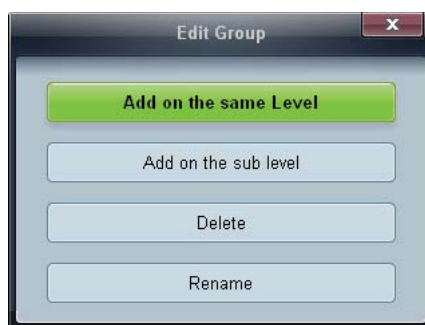 Edit Group
x
Add on the same Level
Add on the sub level
Delete
Rename